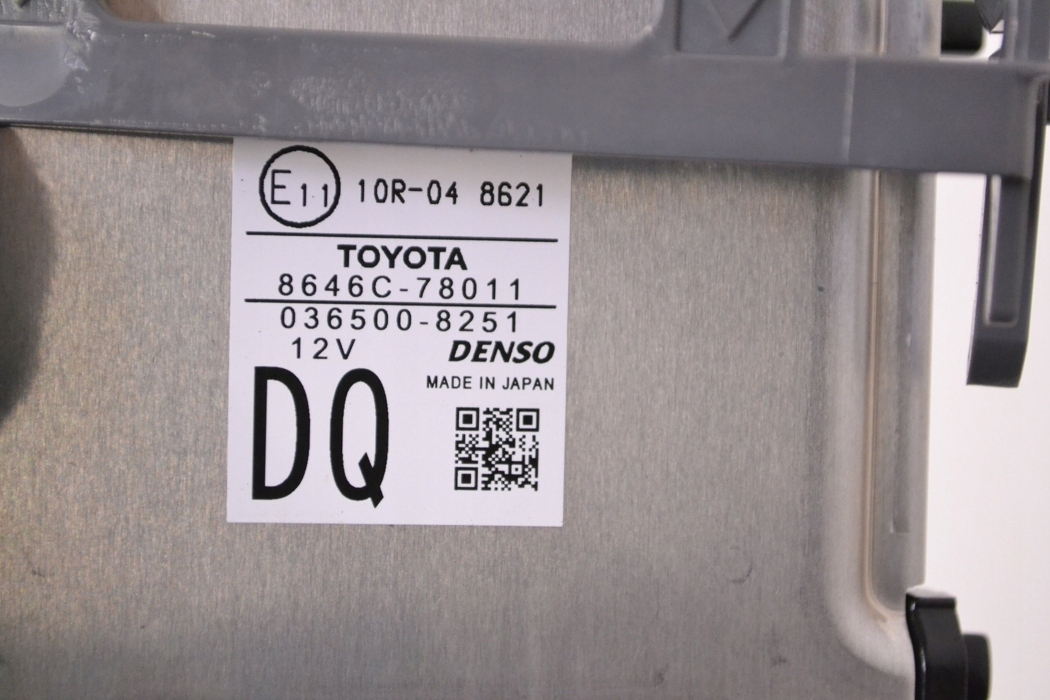 E11 10R-04 8621
TOYOTA
8646C-78011
036500-8251
12V DENSO
MADE IN JAPAN
DQ